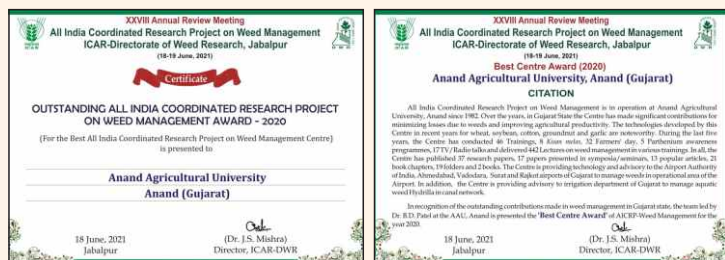 XXVIII Annual Review Meeting
All India Coordinated Research Project on Weed Management
ICAR-Directorate of Weed Research, Jabalpur
(18-19 June, 2021)
Certificate
OUTSTANDING ALL INDIA COORDINATED RESEARCH PROJECT
ON WEED MANAGEMENT AWARD - 2020
(For the Best All India Coordinated Research Project on Weed Management Centre)
is presented to
Anand Agricultural University
Anand (Gujarat)
18 June, 2021
Jabalpur
(Dr. J.S. Mishra)
Director, ICAR-DWR
XXVIII Annual Review Meeting
All India Coordinated Research Project on Weed Management
ICAR-Directorate of Weed Research, Jabalpur
(18-19 June, 2021)
Best Centre Award (2020)
Anand Agricultural University, Anand (Gujarat)
CITATION
All India Coordinated Research Project on Weed Management is in operation at Anand Agricultural
University, Anand since 1982. Over the years, in Gujarat State the Centre has made significant contributions for
minimizing losses due to weeds and improving agricultural productivity. The technologies developed by this
Centre in recent years for wheat, soybean, cotton, groundnut and garlic are noteworthy. During the last five
years, the Centre has conducted 46 Trainings, 8 Kisan melas, 32 Farmers' day, 5 Parthenium awareness
programmes, 17 TV/Radio talks and delivered 442 Lectures on weed management in various trainings. In all, the
Centre has published 37 research papers, 17 papers presented in symposia/seminars, 13 popular articles, 21
book chapters, 19 folders and 2 books. The Centre is providing technology and advisory to the Airport Authority
of India, Ahmedabad, Vadodara, Surat and Rajkot airports of Gujarat to manage weeds in operational area of the
Airport. In addition, the Centre is providing advisory to irrigation department of Gujarat to manage aquatic
weed Hydrilla in canal network.
In recognition of the outstanding contributions made in weed management in Gujarat state, the team led by
Dr. B.D. Patel at the AAU, Anand is presented the 'Best Centre Award' of AICRP-Weed Management for the
year 2020.
18 June, 2021
Jabalpur
(Dr. J.S. Mishra)
Director, ICAR-DWR